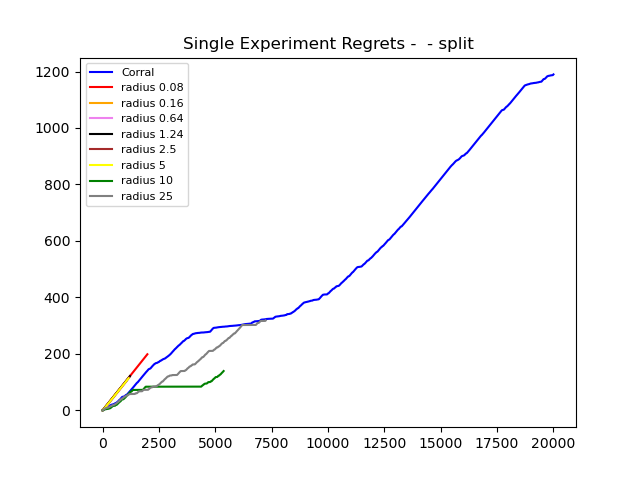 Single Experiment Regrets -  - split
Corral
radius 0.08
radius 0.16
radius 0.64
radius 1.24
radius 2.5
radius 5
radius 10
radius 25
1200
1000
800
600
400
200
0
0 2500 5000 7500 10000 12500 15000 17500 20000